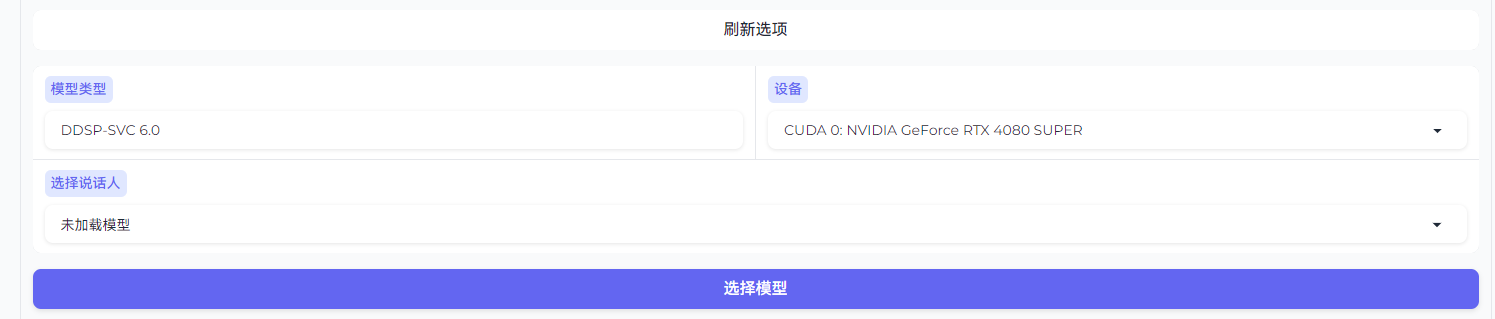 刷新选项
模型类型
DDSP-SVC 6.0
设备
CUDA 0: NVIDIA GeForce RTX 4080 SUPER
选择说话人
未加载模型
选择模型